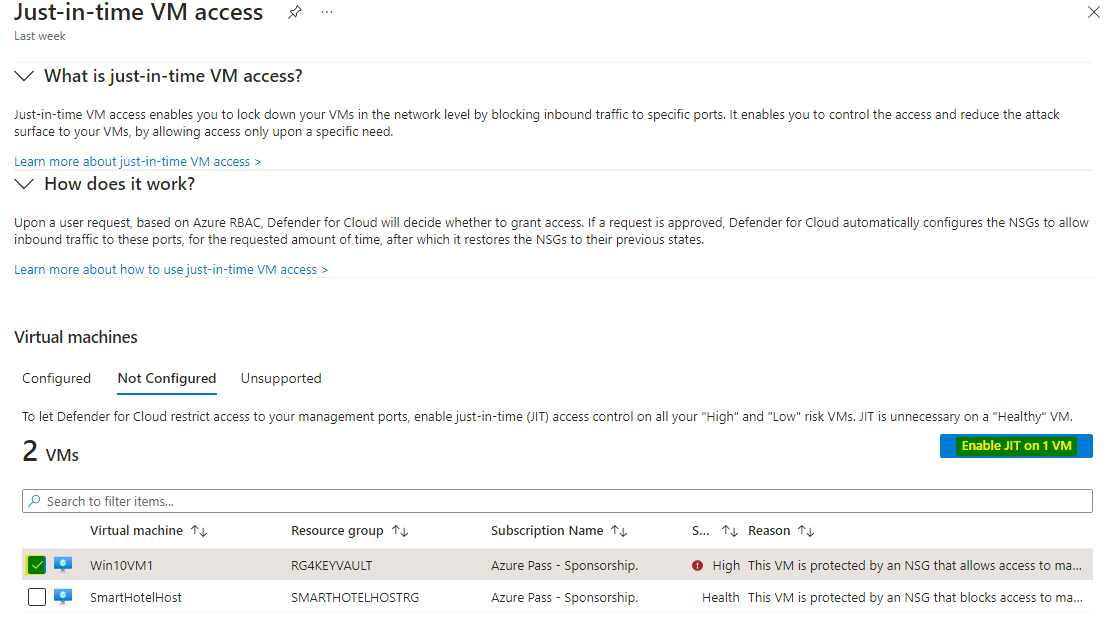 Just-in-time VM access
Last week
What is just-in-time VM access?
Just-in-time VM access enables you to lock down your VMs in the network level by blocking inbound traffic to specific ports. It enables you to control the access and reduce the attack
surface to your VMs, by allowing access only upon a specific need.
Learn more about just-in-time VM access >
How does it work?
Upon a user request, based on Azure RBAC, Defender for Cloud will decide whether to grant access. If a request is approved, Defender for Cloud automatically configures the NSGs to allow
inbound traffic to these ports, for the requested amount of time, after which it restores the NSGs to their previous states.
Learn more about how to use just-in-time VM access >
Virtual machines
Configured Not Configured Unsupported
To let Defender for Cloud restrict access to your management ports, enable just-in-time (JIT) access control on all your "High" and "Low" risk VMs. JIT is unnecessary on a "Healthy" VM.
2 VMs
Enable JIT on 1 VM
Search to filter items...
Virtual machine Resource group Subscription Name S... Reason
Win10VM1 RG4KEYVAULT Azure Pass - Sponsorship. High This VM is protected by an NSG that allows access to ma...
SmartHotelHost SMARTHOTELHOSTRG Azure Pass - Sponsorship. Health This VM is protected by an NSG that blocks access to ma...